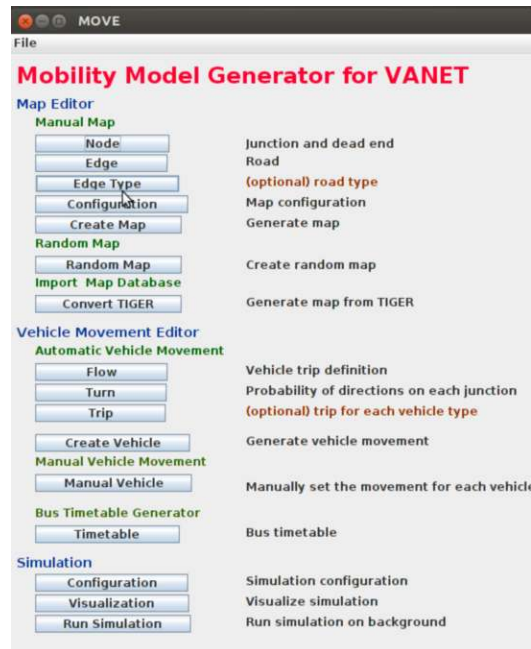 MOVE
File
Mobility Model Generator for VANET
Map Editor
Manual Map
Node Junction and dead end
Edge Road
Edge Type (optional) road type
Configuration Map configuration
Create Map Generate map
Random Map
Random Map Create random map
Import Map Database
Convert TIGER Generate map from TIGER
Vehicle Movement Editor
Automatic Vehicle Movement
Flow Vehicle trip definition
Turn Probability of directions on each junction
Trip (optional) trip for each vehicle type
Create Vehicle Generate vehicle movement
Manual Vehicle Movement
Manual Vehicle Manually set the movement for each vehicle
Bus Timetable Generator
Timetable Bus timetable
Simulation
Configuration Simulation configuration
Visualization Visualize simulation
Run Simulation Run simulation on background